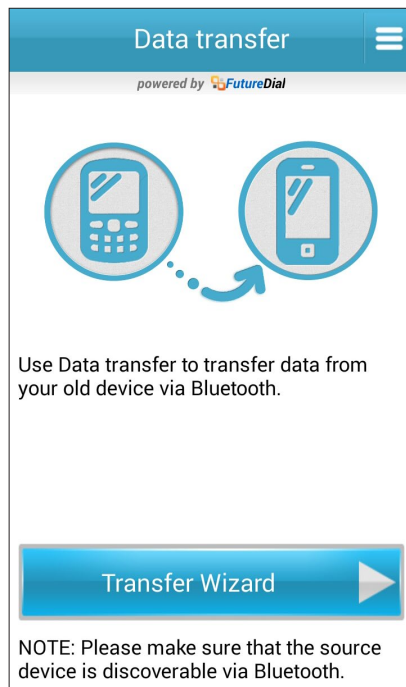 Data transfer
powered by FutureDial
Use Data transfer to transfer data from
your old device via Bluetooth.
Transfer Wizard
NOTE: Please make sure that the source
device is discoverable via Bluetooth.